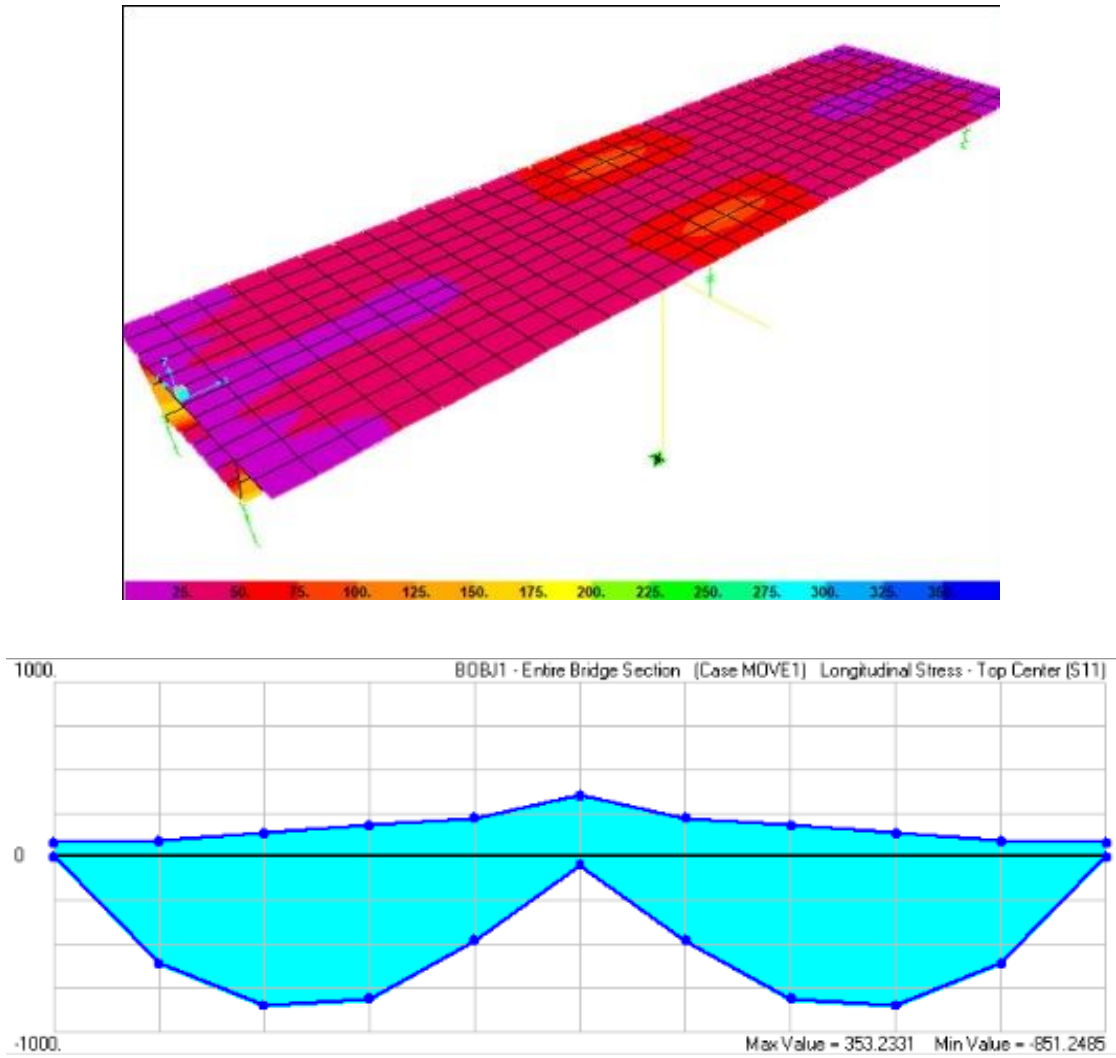 25. 50. 75. 100. 125. 150. 175. 200. 225. 250. 275. 300. 325.
1000. BOBJ1 - Entire Bridge Section (Case MOVE1) Longitudinal Stress - Top Center (S11)
0
-1000. Max Value = 353.2331 Min Value = -851.2485